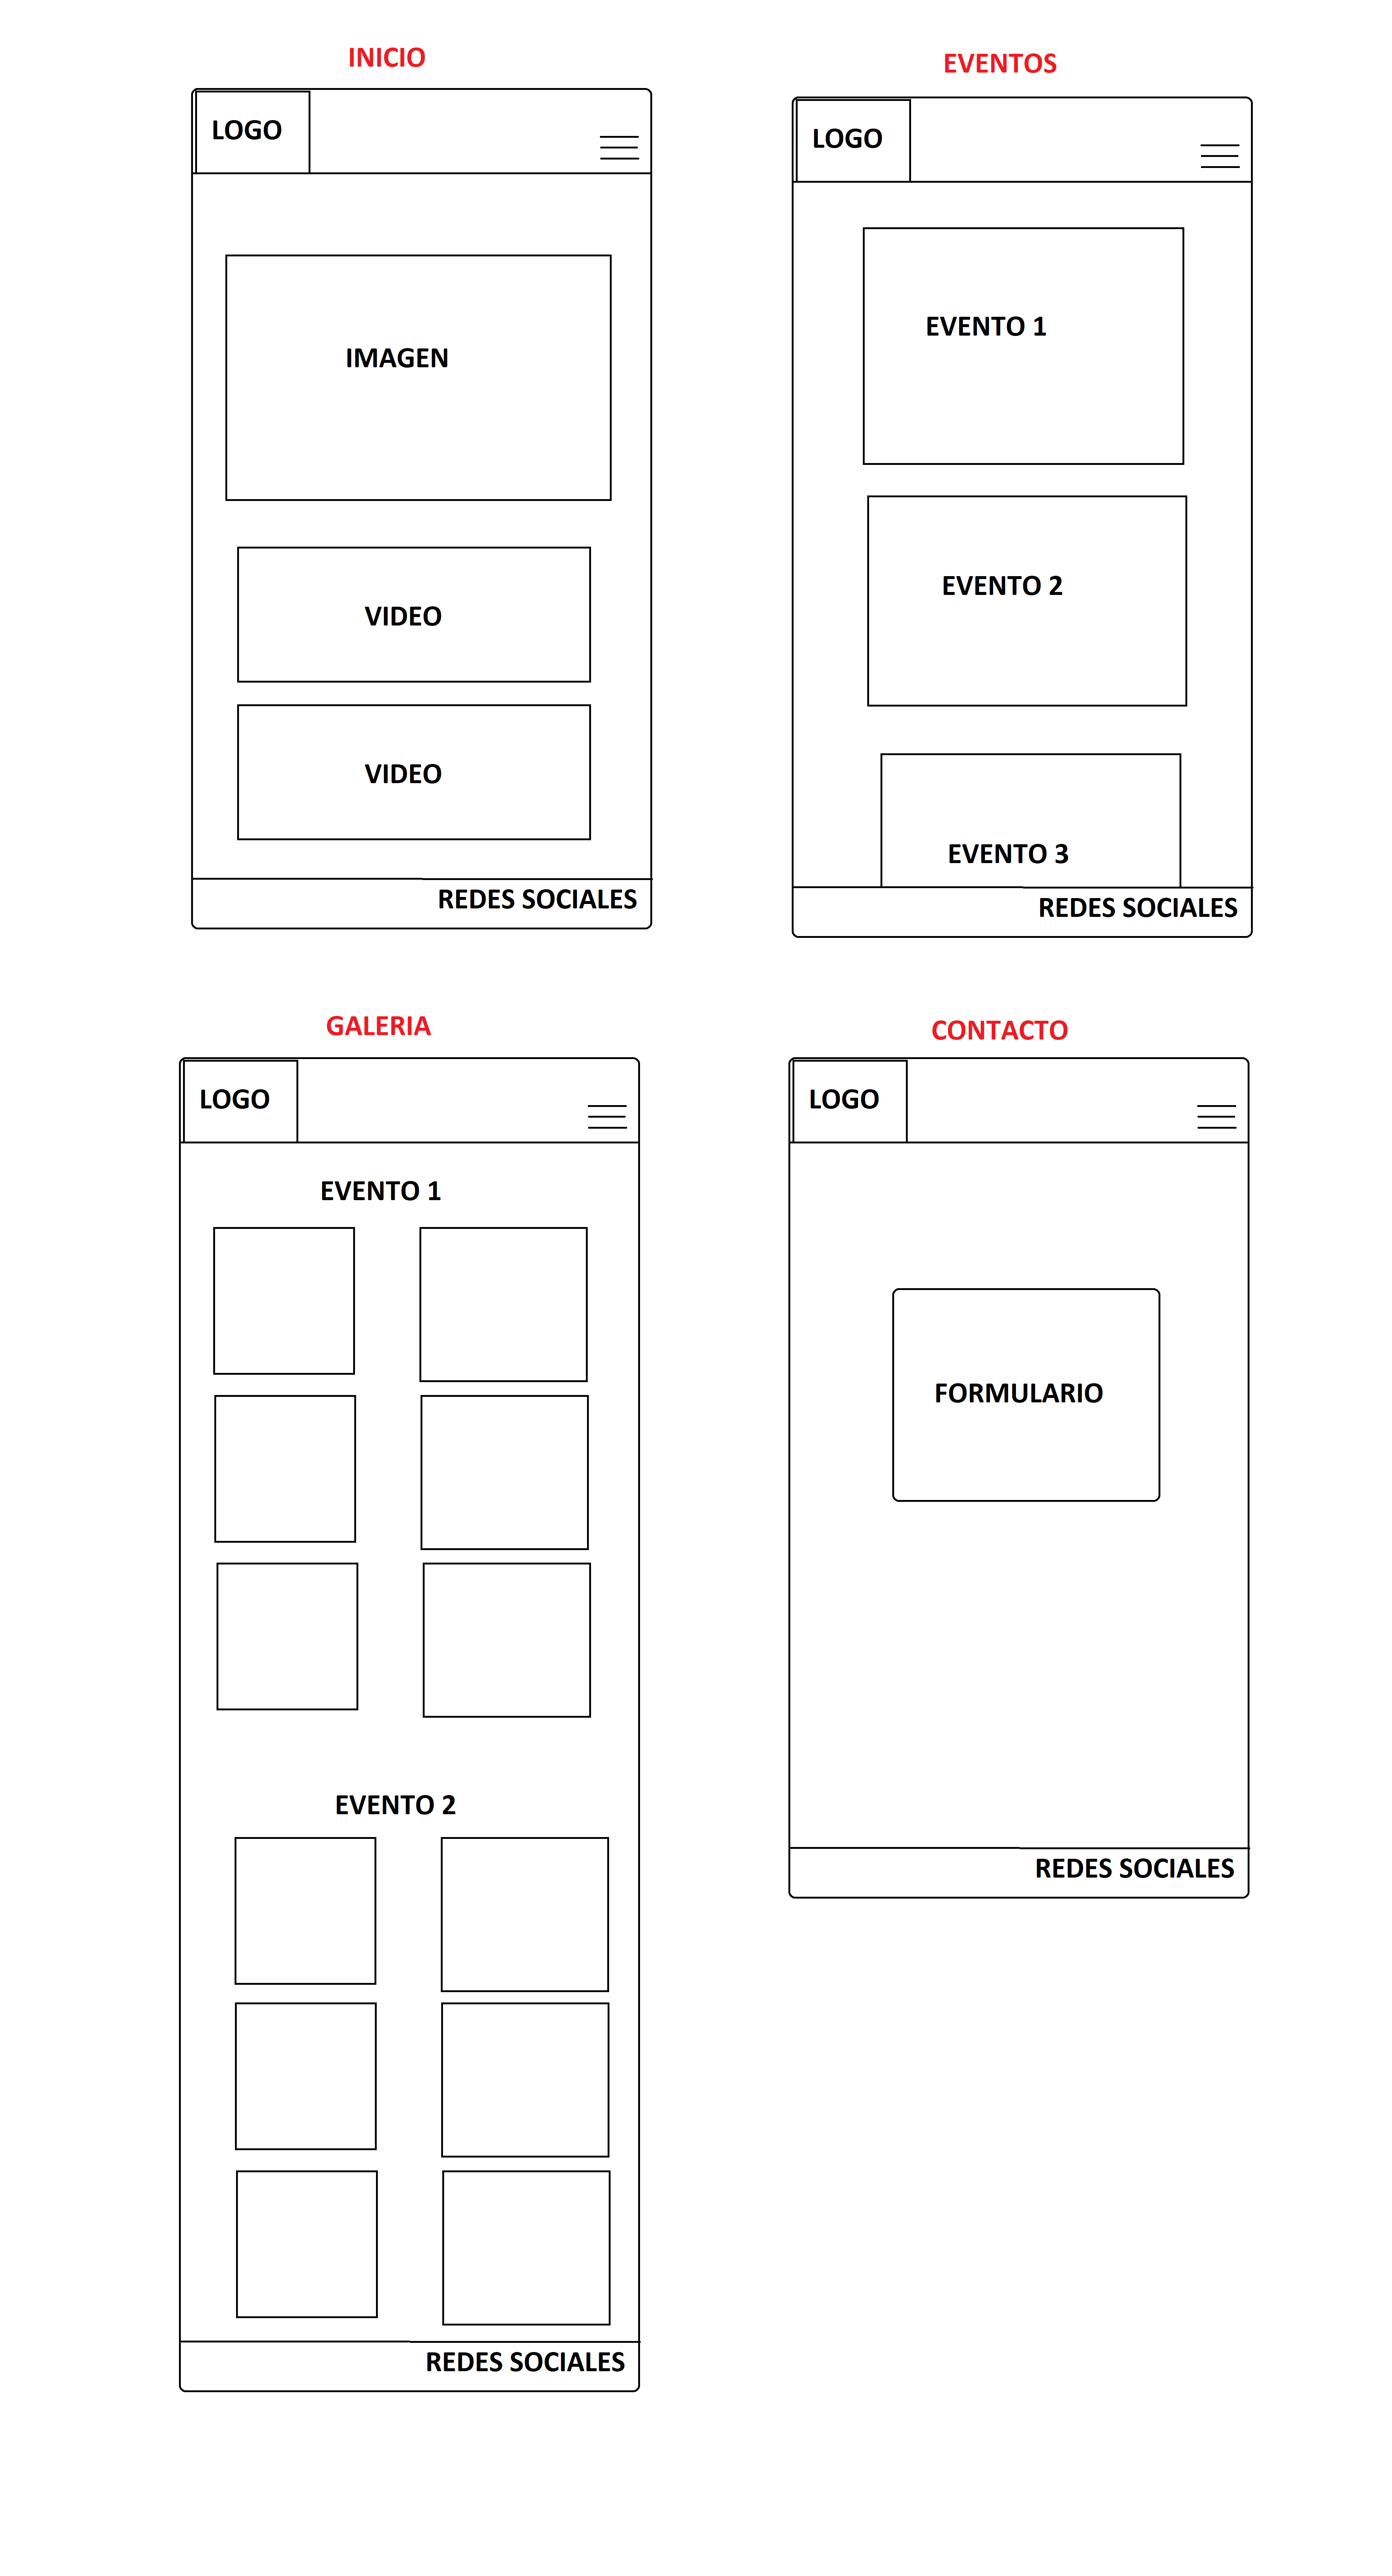 INICIO
LOGO
IMAGEN
VIDEO
VIDEO
REDES SOCIALES
EVENTOS
LOGO
EVENTO 1
EVENTO 2
EVENTO 3
REDES SOCIALES
GALERIA
LOGO
EVENTO 1
EVENTO 2
REDES SOCIALES
CONTACTO
LOGO
FORMULARIO
REDES SOCIALES